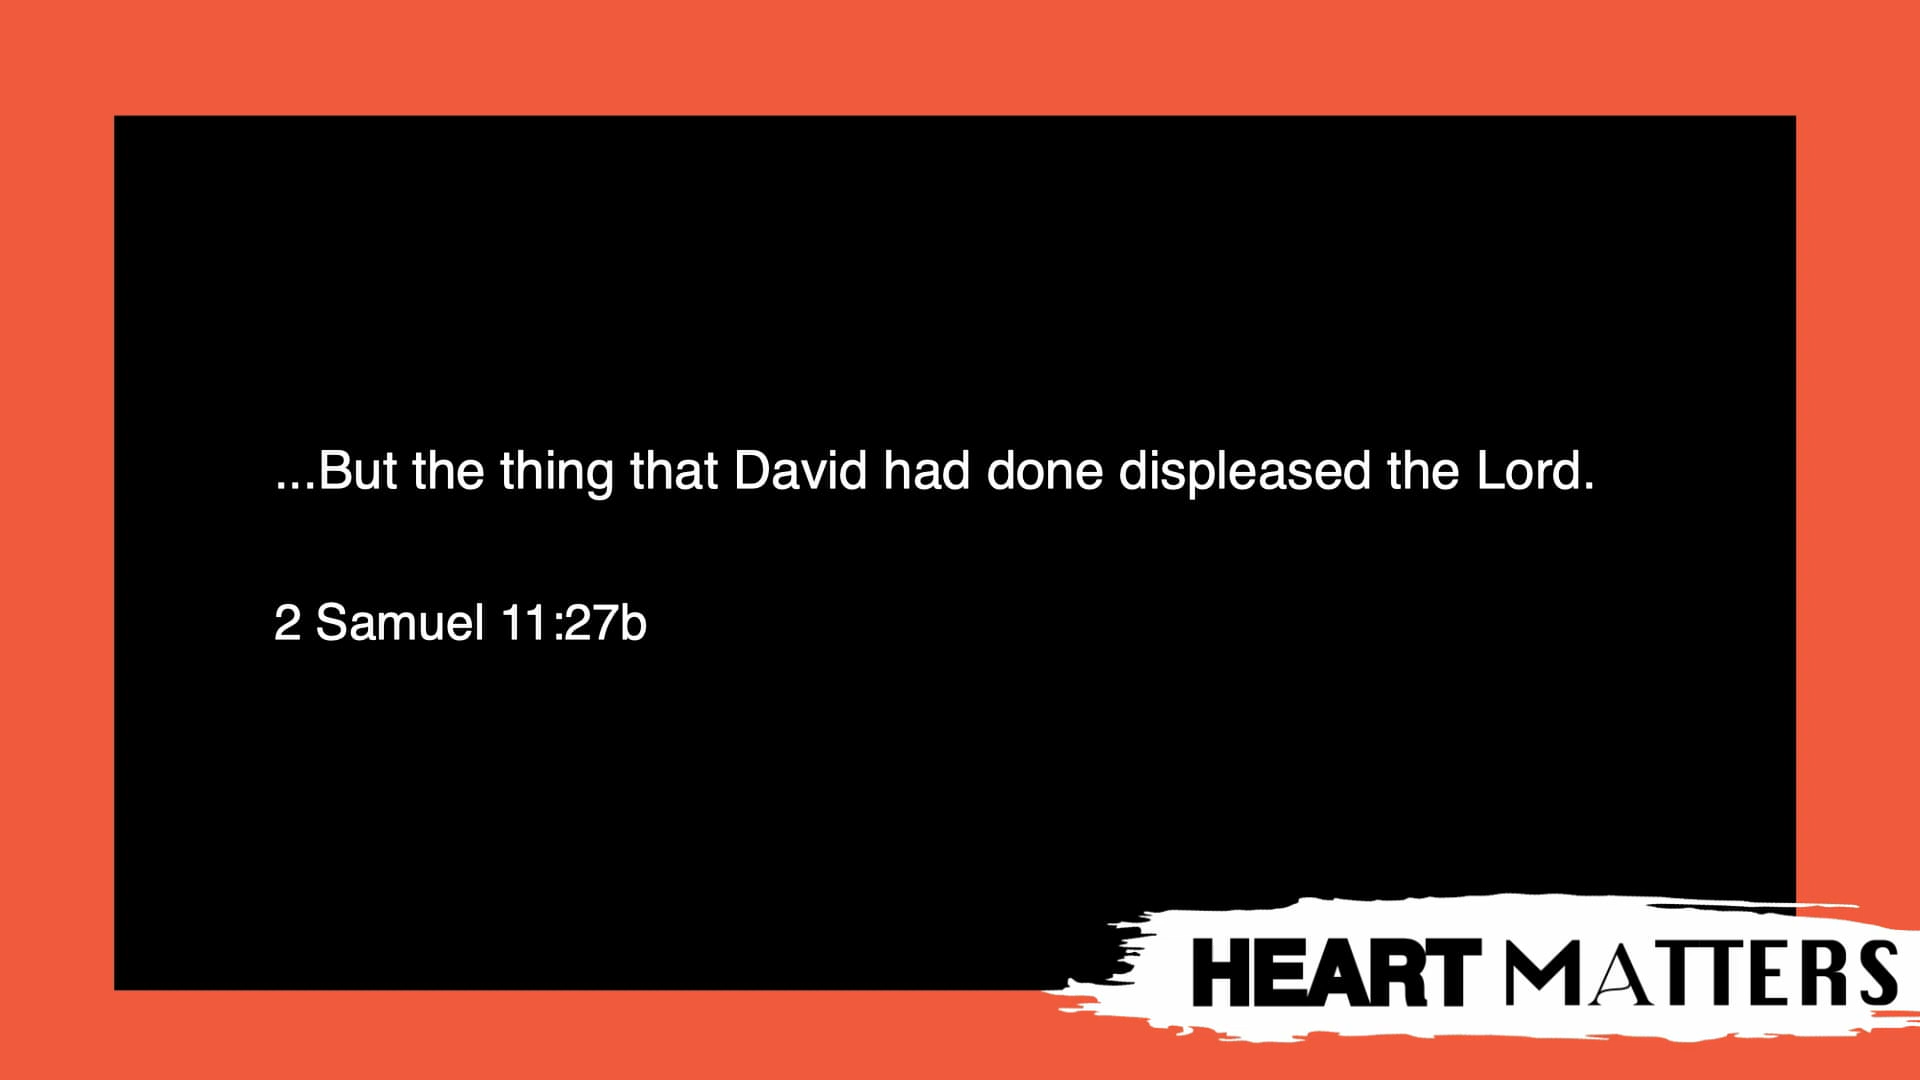 ...But the thing that David had done displeased the Lord.
2 Samuel 11:27b
HEART MATTERS